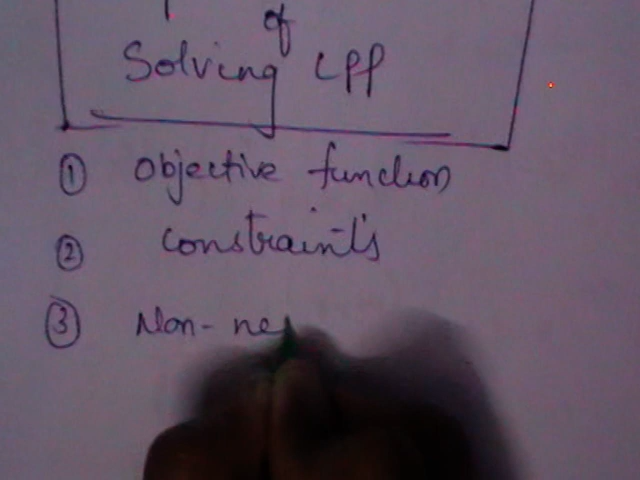 of
Solving LPP
① Objective function
② Constraints
③ Non-ne